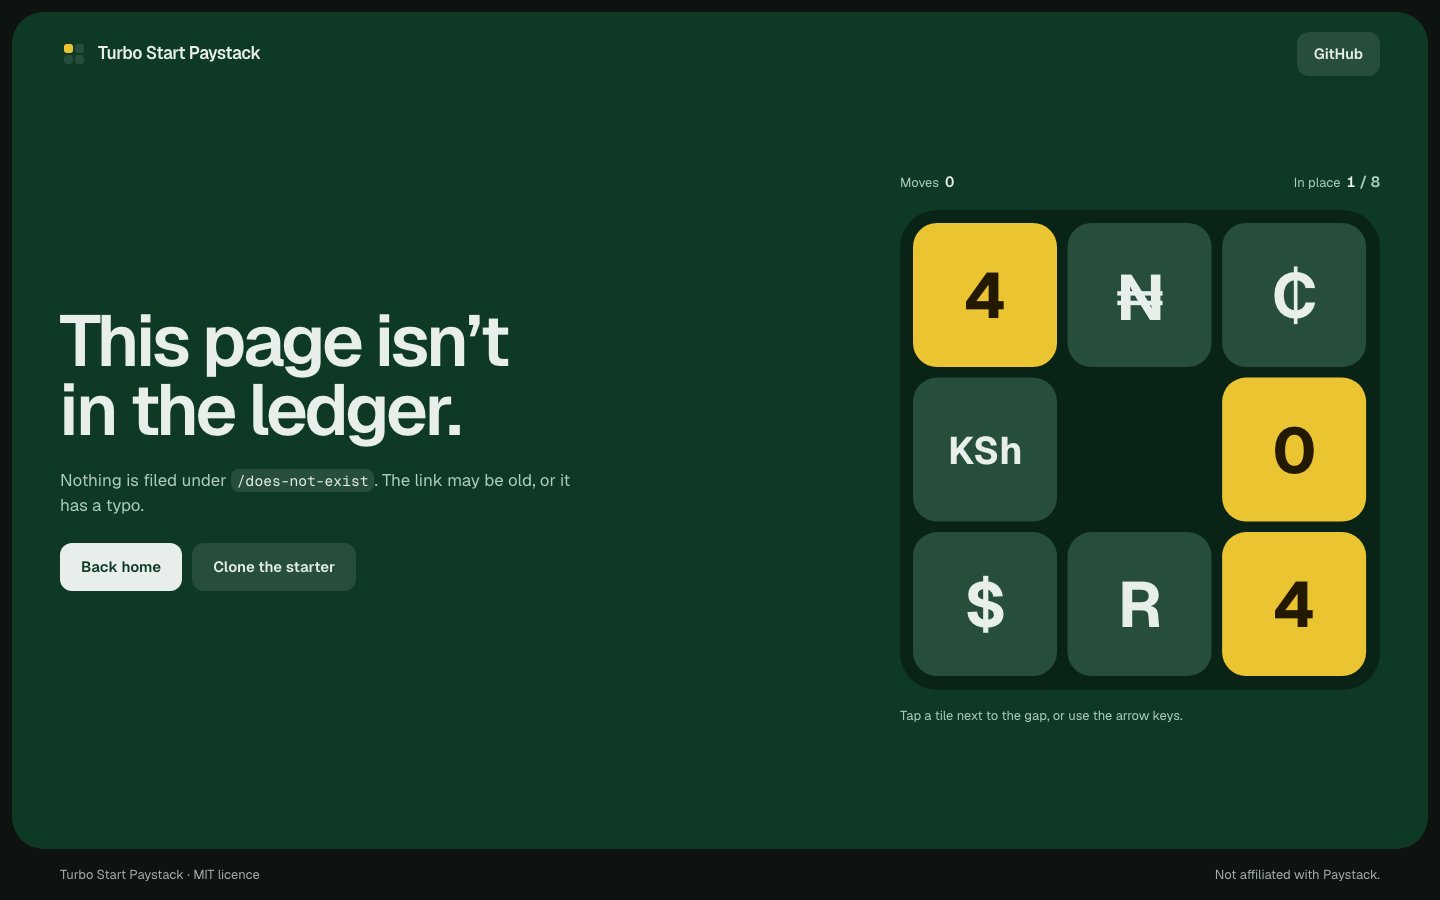 Turbo Start Paystack
GitHub
Moves 0
In place 1 / 8
4 ₦ ₵
KSh 0
$ R 4
Tap a tile next to the gap, or use the arrow keys.
This page isn’t
in the ledger.
Nothing is filed under /does-not-exist. The link may be old, or it
has a typo.
Back home
Clone the starter
Turbo Start Paystack · MIT licence
Not affiliated with Paystack.